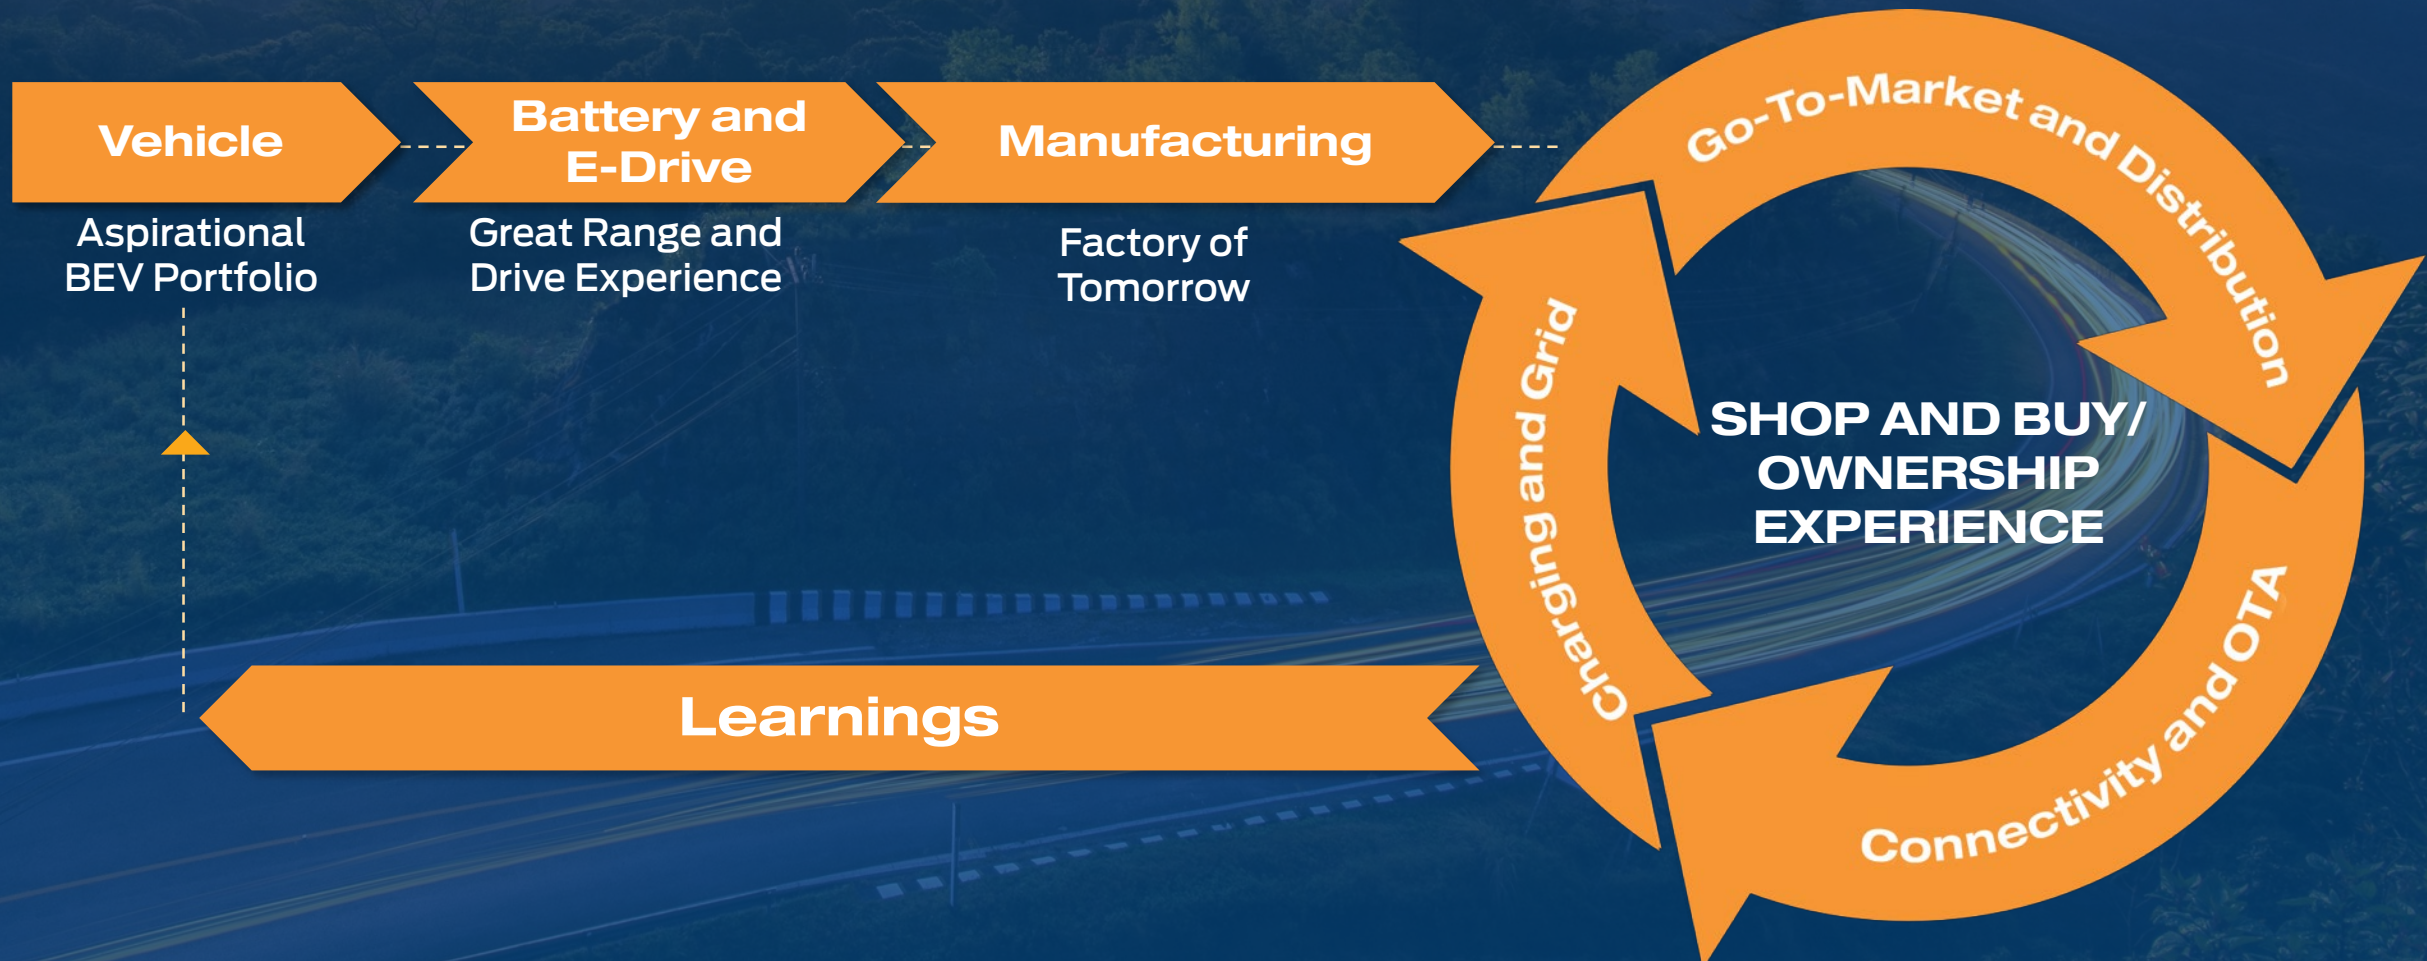 Vehicle
Aspirational
BEV Portfolio
Battery and
E-Drive
Great Range and
Drive Experience
Manufacturing
Factory of
Tomorrow
Go-To-Market and Distribution
Connectivity and OTA
Charging and Grid
SHOP AND BUY/
OWNERSHIP
EXPERIENCE
Learnings